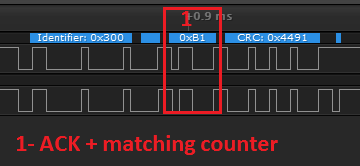 1
+0.9 ms
Identifier: 0x300
0xB1
CRC: 0x4491
1- ACK + matching counter